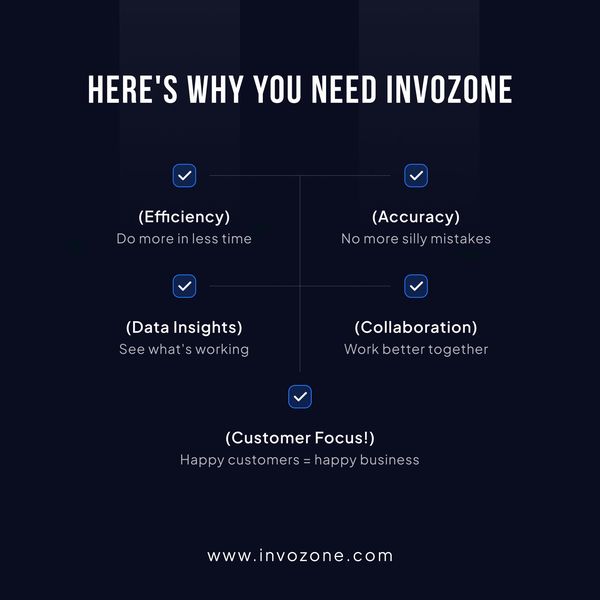 HERE'S WHY YOU NEED INVOZONE
(Efficiency)
Do more in less time
(Accuracy)
No more silly mistakes
(Data Insights)
See what's working
(Collaboration)
Work better together
(Customer Focus!)
Happy customers = happy business
www.invozone.com